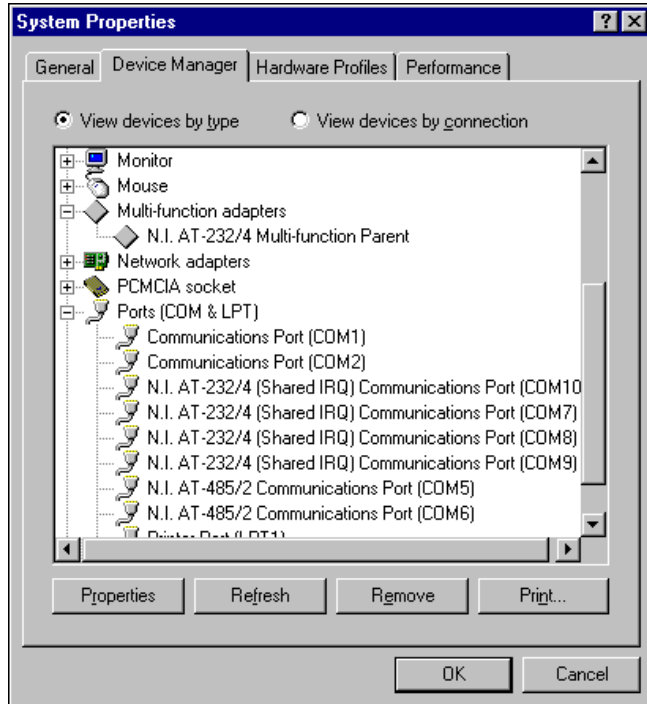 System Properties
General Device Manager Hardware Profiles Performance
View devices by type View devices by connection
Monitor
Mouse
Multi-function adapters
N.I. AT-232/4 Multi-function Parent
Network adapters
PCMCIA socket
Ports (COM & LPT)
Communications Port (COM1)
Communications Port (COM2)
N.I. AT-232/4 (Shared IRQ) Communications Port (COM10
N.I. AT-232/4 (Shared IRQ) Communications Port (COM7)
N.I. AT-232/4 (Shared IRQ) Communications Port (COM8)
N.I. AT-232/4 (Shared IRQ) Communications Port (COM9)
N.I. AT-485/2 Communications Port (COM5)
N.I. AT-485/2 Communications Port (COM6)
Printer Port (LPT1)
Properties Refresh Remove Print...
OK Cancel